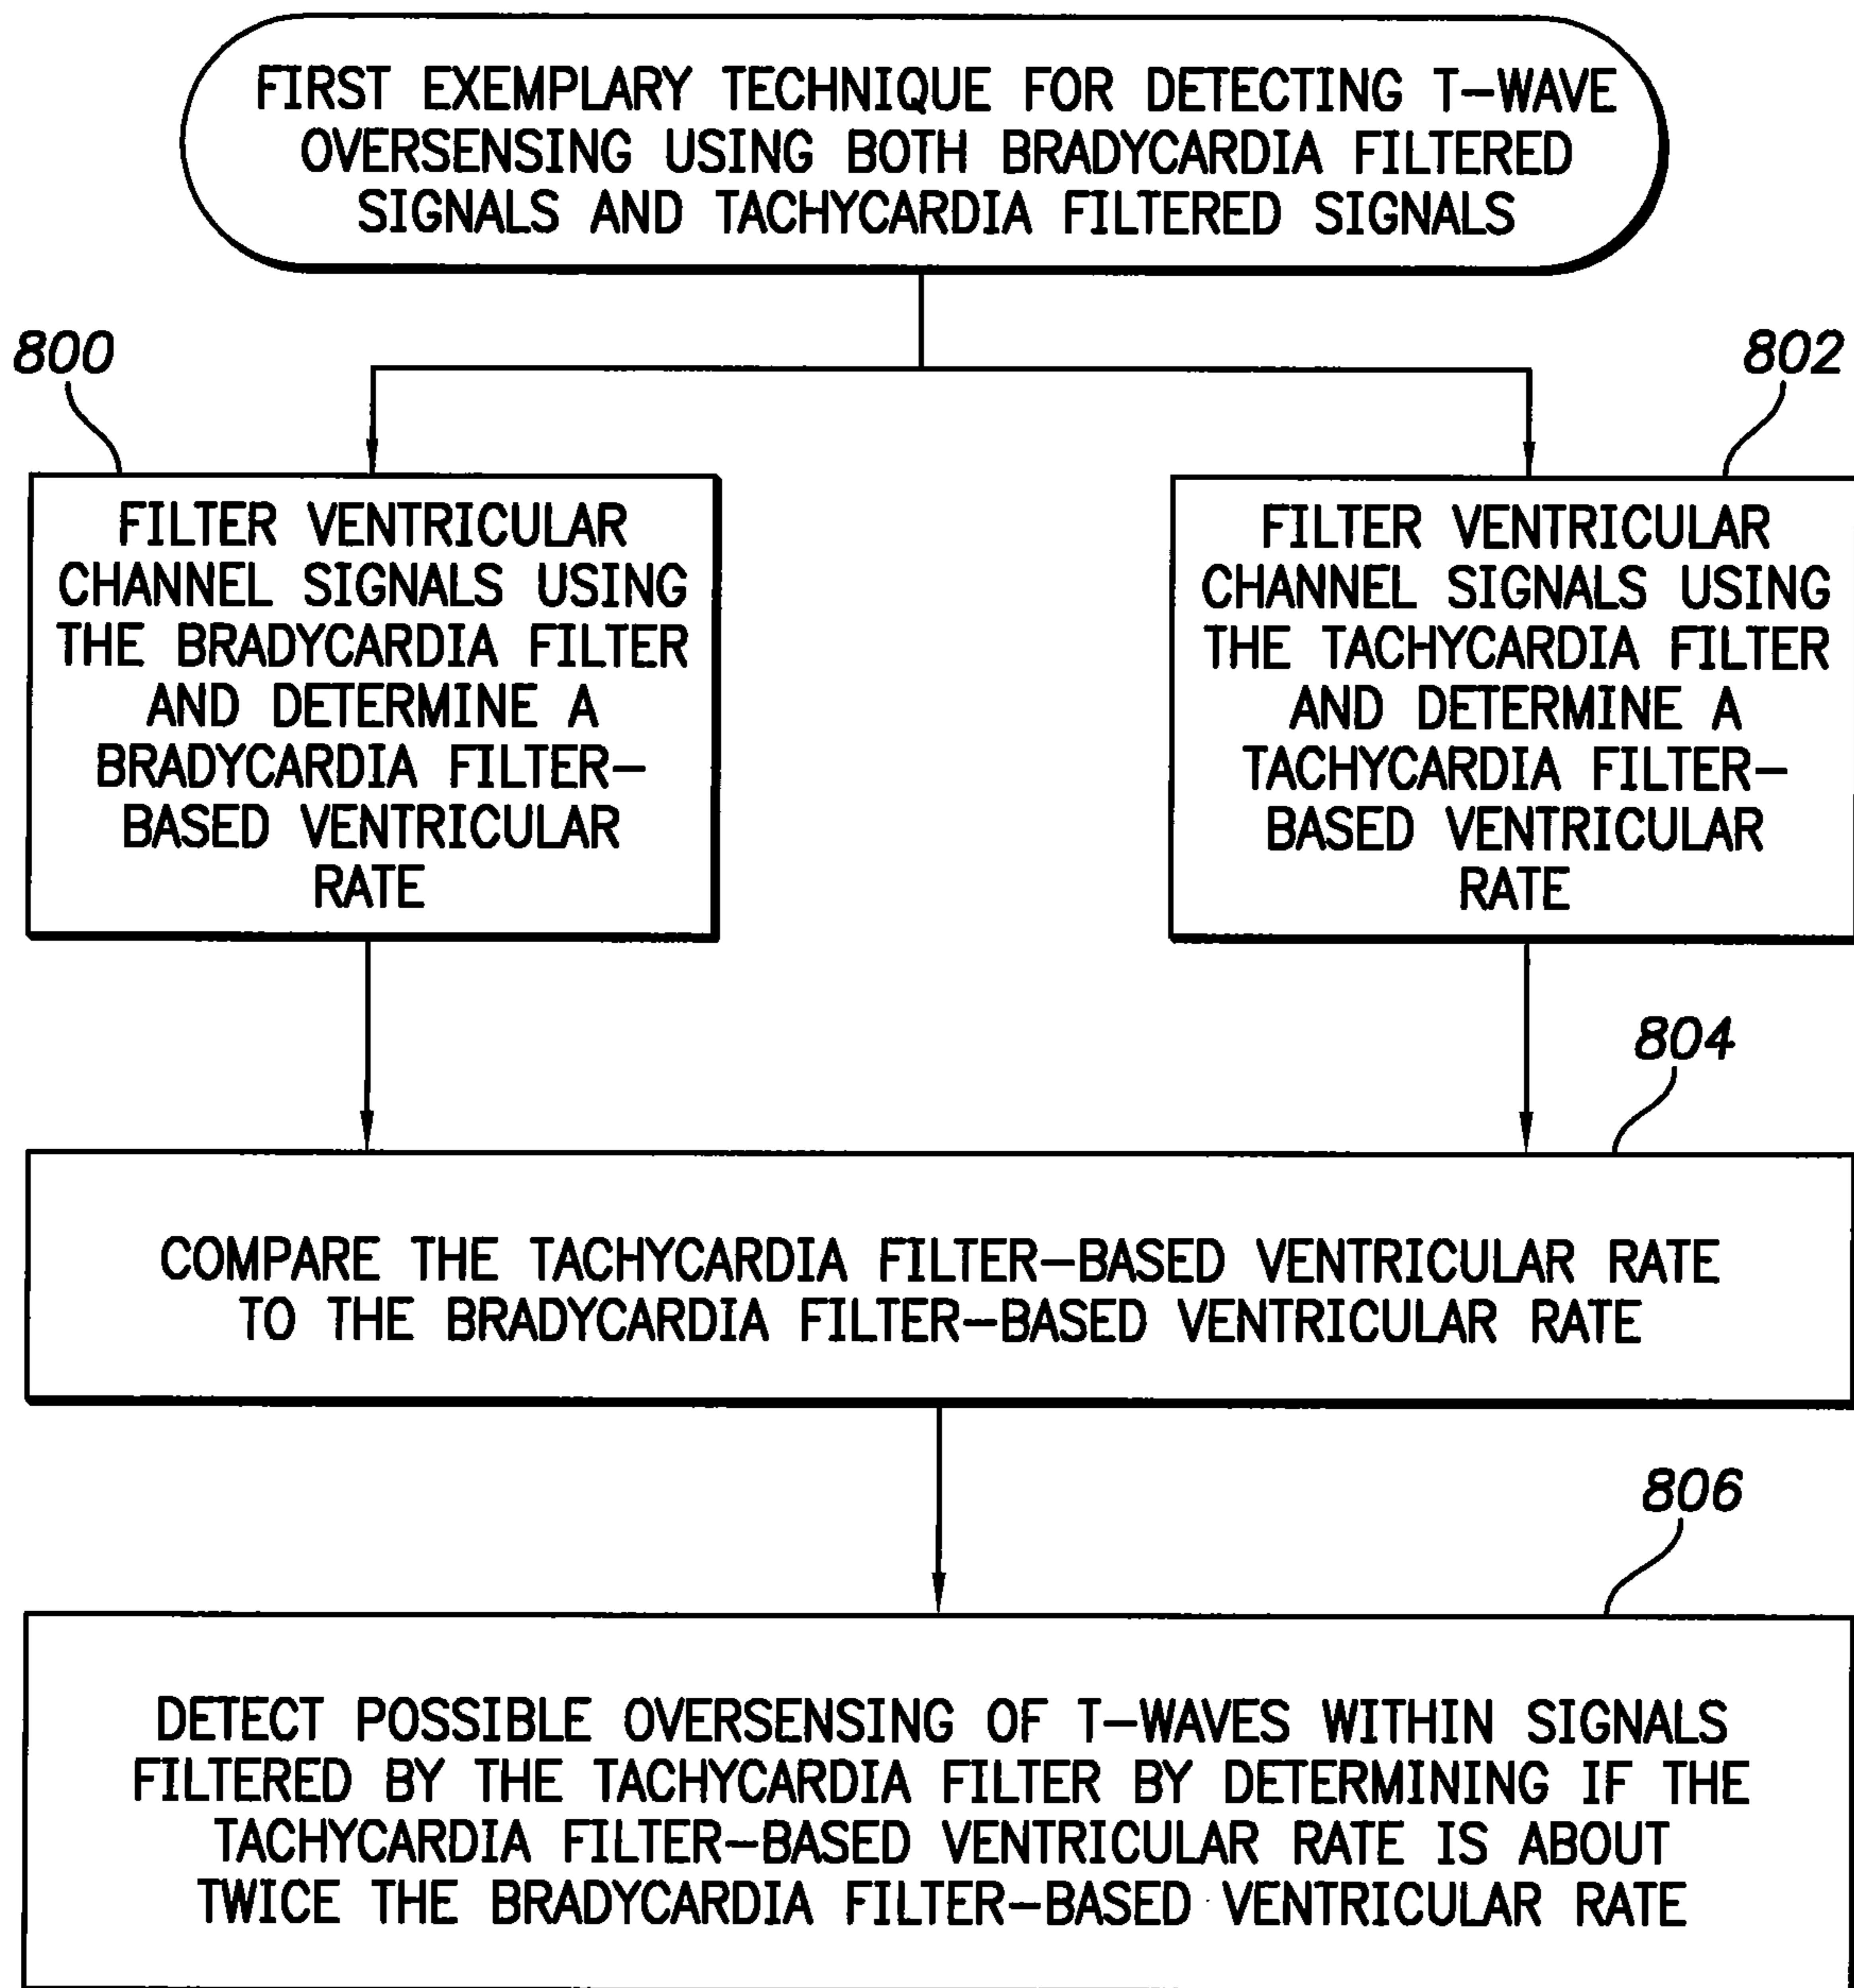 FIRST EXEMPLARY TECHNIQUE FOR DETECTING T-WAVE
OVERSENSING USING BOTH BRADYCARDIA FILTERED
SIGNALS AND TACHYCARDIA FILTERED SIGNALS
800
802
FILTER VENTRICULAR
CHANNEL SIGNALS USING
THE BRADYCARDIA FILTER
AND DETERMINE A
BRADYCARDIA FILTER-
BASED VENTRICULAR
RATE
FILTER VENTRICULAR
CHANNEL SIGNALS USING
THE TACHYCARDIA FILTER
AND DETERMINE A
TACHYCARDIA FILTER-
BASED VENTRICULAR
RATE
804
COMPARE THE TACHYCARDIA FILTER-BASED VENTRICULAR RATE
TO THE BRADYCARDIA FILTER-BASED VENTRICULAR RATE
806
DETECT POSSIBLE OVERSENSING OF T-WAVES WITHIN SIGNALS
FILTERED BY THE TACHYCARDIA FILTER BY DETERMINING IF THE
TACHYCARDIA FILTER-BASED VENTRICULAR RATE IS ABOUT
TWICE THE BRADYCARDIA FILTER-BASED VENTRICULAR RATE